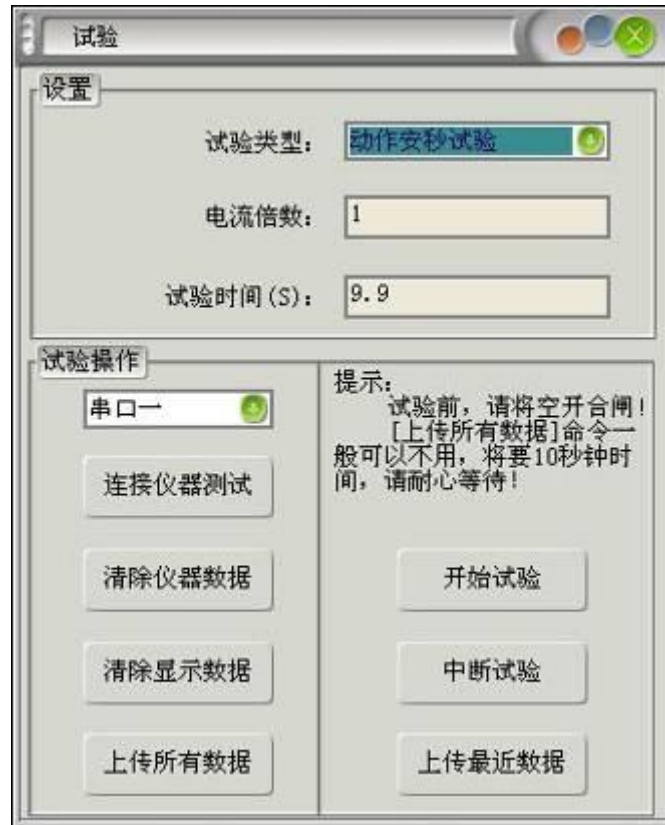 试验
设置
试验类型：
动作安秒试验
电流倍数：
1
试验时间(S)：
9.9
试验操作
串口一
连接仪器测试
清除仪器数据
清除显示数据
上传所有数据
提示：
试验前，请将空开合闸！
[上传所有数据]命令一
般可以不用，将要10秒钟时
间，请耐心等待！
开始试验
中断试验
上传最近数据